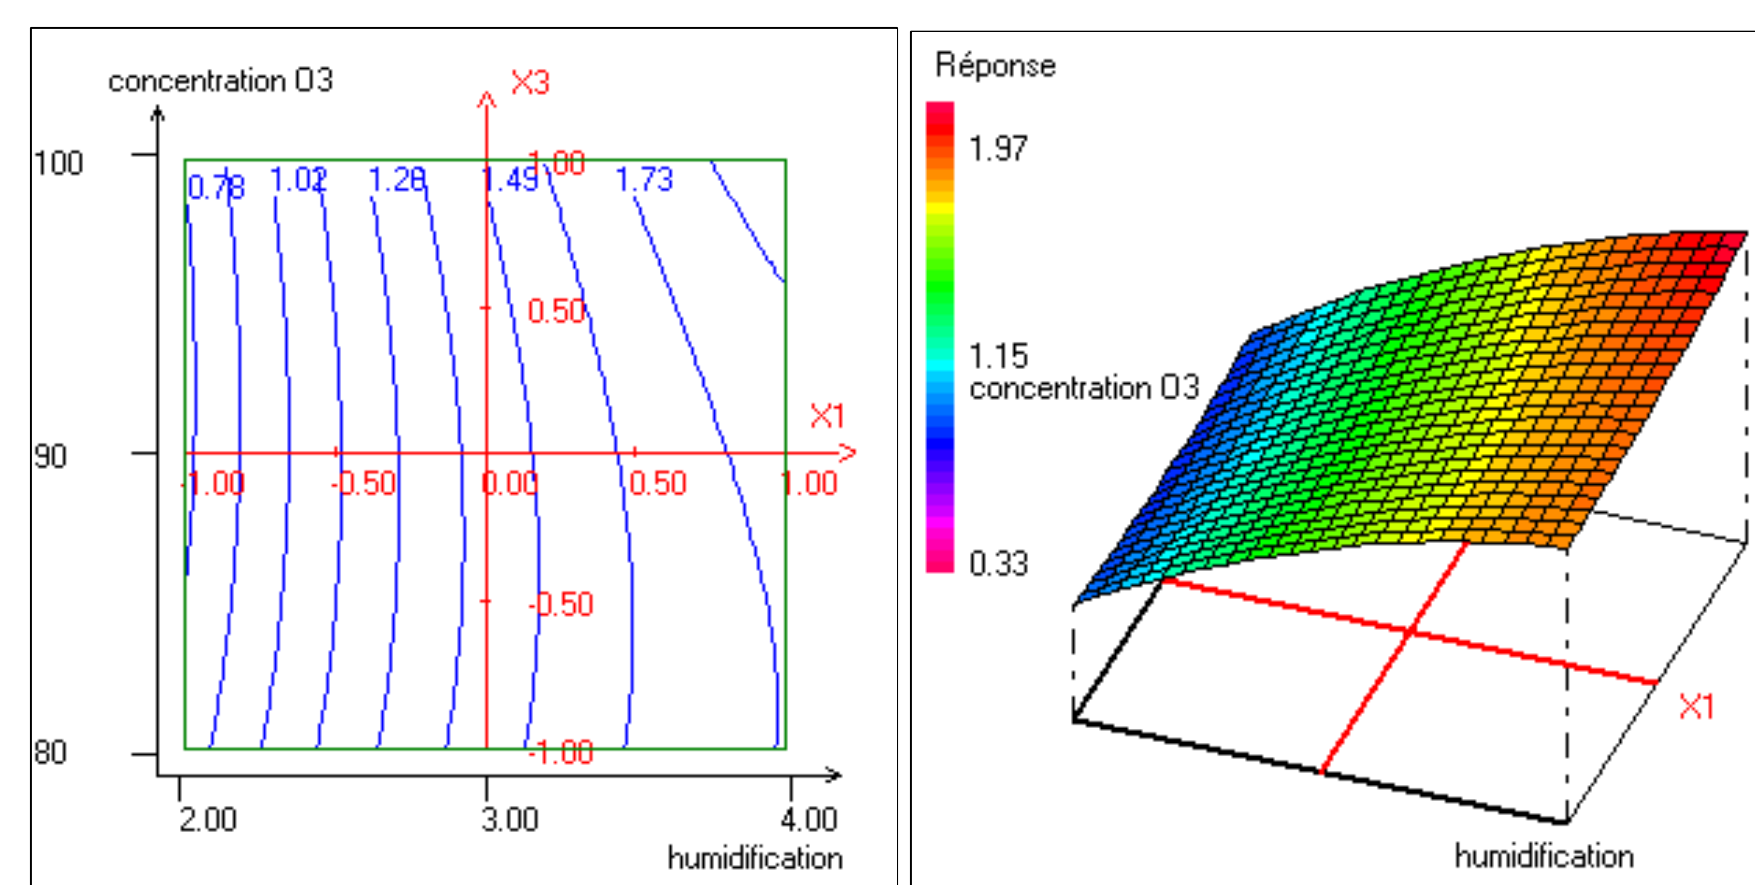 concentration O3
X3
100
0.78
1.02
1.26
1.49
1.00
1.73
0.50
X1
90
-1.00
-0.50
0.00
0.50
1.00
-0.50
80
-1.00
2.00
3.00
4.00
humidification
Réponse
1.97
1.15
concentration O3
0.33
X1
humidification